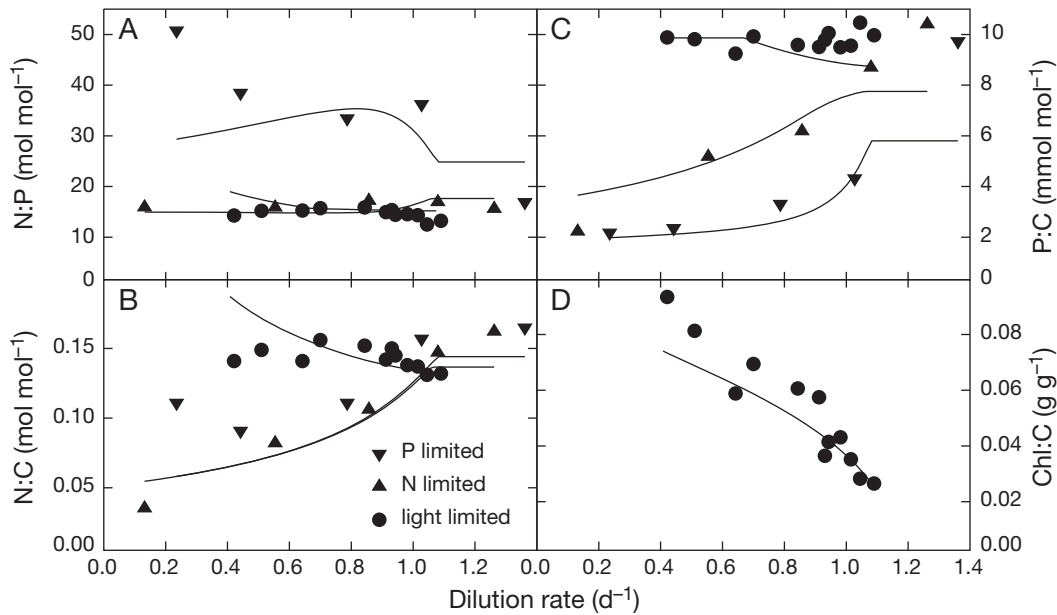 A
50
40
30
20
10
0
N:P (mol mol⁻¹)
C
10
8
6
4
2
0
P:C (mmol mol⁻¹)
B
0.15
0.10
0.05
0.00
N:C (mol mol⁻¹)
P limited
N limited
light limited
D
0.08
0.06
0.04
0.02
0.00
Chl:C (g g⁻¹)
0.0 0.2 0.4 0.6 0.8 1.0 1.2 0.0 0.2 0.4 0.6 0.8 1.0 1.2 1.4
Dilution rate (d⁻¹)